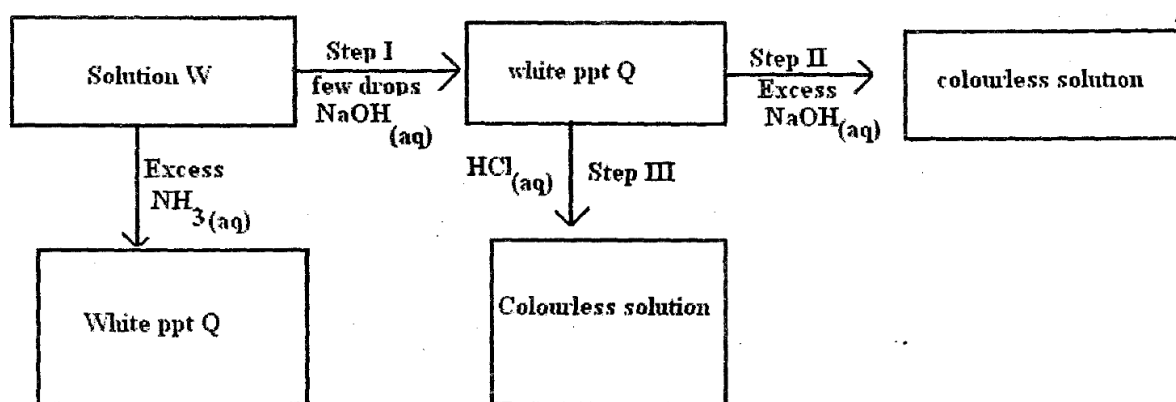 Solution W
Step I
few drops
NaOH(aq)
white ppt Q
Step II
Excess
NaOH(aq)
colourless solution
Excess
NH3(aq)
HCl(aq)
Step III
White ppt Q
Colourless solution